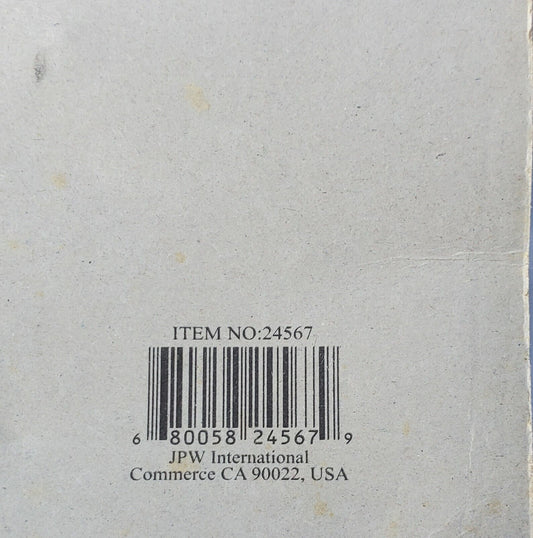 ITEM NO:24567
6 80058 24567 9
JPW International
Commerce CA 90022, USA